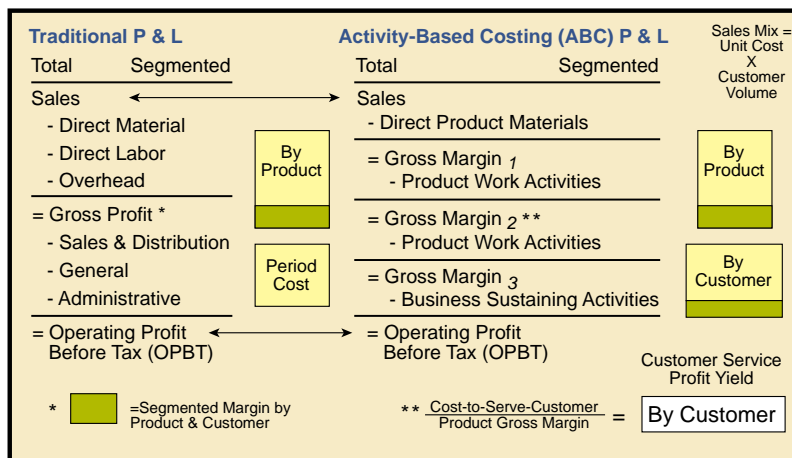 Traditional P & L
Total Segmented
Sales
- Direct Material
- Direct Labor
- Overhead
= Gross Profit *
- Sales & Distribution
- General
- Administrative
= Operating Profit
Before Tax (OPBT)
By
Product
Period
Cost
Activity-Based Costing (ABC) P & L
Total Segmented
Sales
- Direct Product Materials
= Gross Margin 1
- Product Work Activities
= Gross Margin 2 **
- Product Work Activities
= Gross Margin 3
- Business Sustaining Activities
= Operating Profit
Before Tax (OPBT)
Sales Mix =
Unit Cost
X
Customer
Volume
By
Product
By
Customer
* =Segmented Margin by
Product & Customer
** Cost-to-Serve-Customer
Product Gross Margin
=
Customer Service
Profit Yield
By Customer